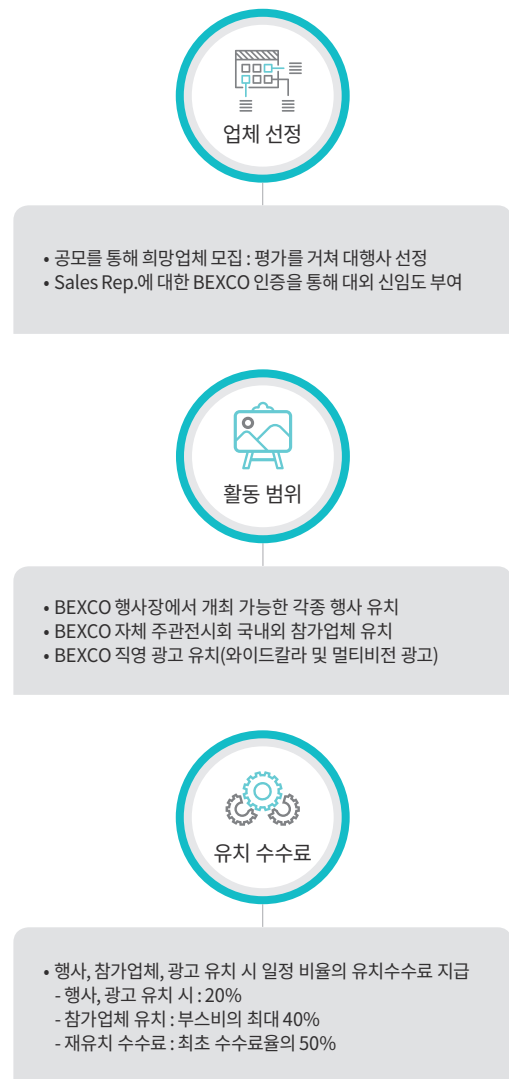 업체 선정
• 공모를 통해 희망업체 모집 : 평가를 거쳐 대행사 선정
• Sales Rep.에 대한 BEXCO 인증을 통해 대외 신임도 부여
활동 범위
• BEXCO 행사장에서 개최 가능한 각종 행사 유치
• BEXCO 자체 주관전시회 국내외 참가업체 유치
• BEXCO 직영 광고 유치(와이드칼라 및 멀티비전 광고)
유치 수수료
• 행사, 참가업체, 광고 유치 시 일정 비율의 유치수수료 지급
- 행사, 광고 유치 시 : 20%
- 참가업체 유치 : 부스비의 최대 40%
- 재유치 수수료 : 최초 수수료율의 50%